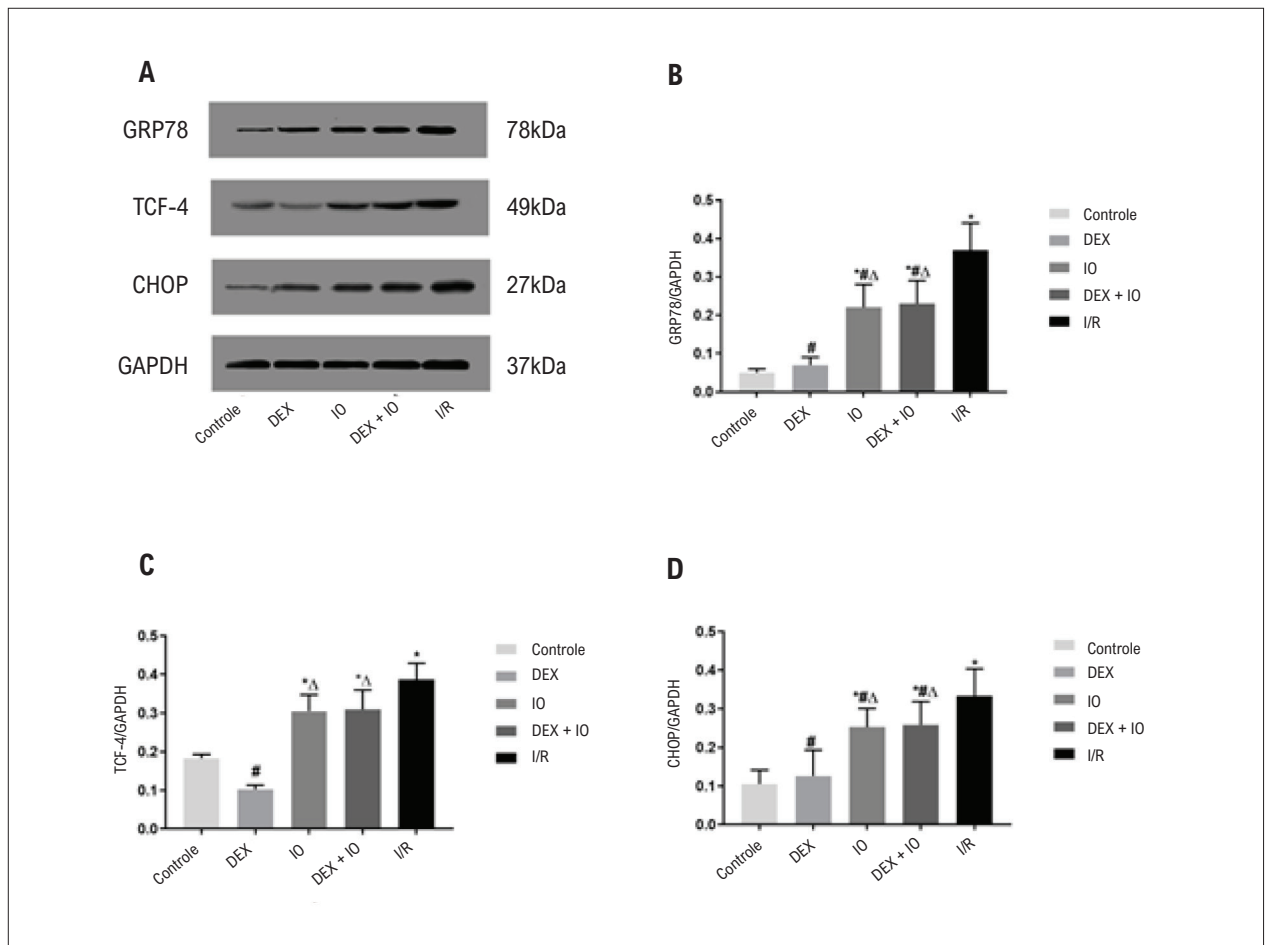 A
GRP78 78kDa
TCF-4 49kDa
CHOP 27kDa
GAPDH 37kDa
Controle DEX IO DEX + IO I/R
B
GRP78/GAPDH
0.5
0.4
0.3
0.2
0.1
0.0
# *#Δ *#Δ *
Controle DEX IO DEX + IO I/R
Controle
DEX
IO
DEX + IO
I/R
C
TCF-4/GAPDH
0.5
0.4
0.3
0.2
0.1
0.0
# *Δ *Δ *
Controle DEX IO DEX + IO I/R
Controle
DEX
IO
DEX + IO
I/R
D
CHOP/GAPDH
0.5
0.4
0.3
0.2
0.1
0.0
# *#Δ *#Δ *
Controle DEX IO DEX + IO I/R
Controle
DEX
IO
DEX + IO
I/R